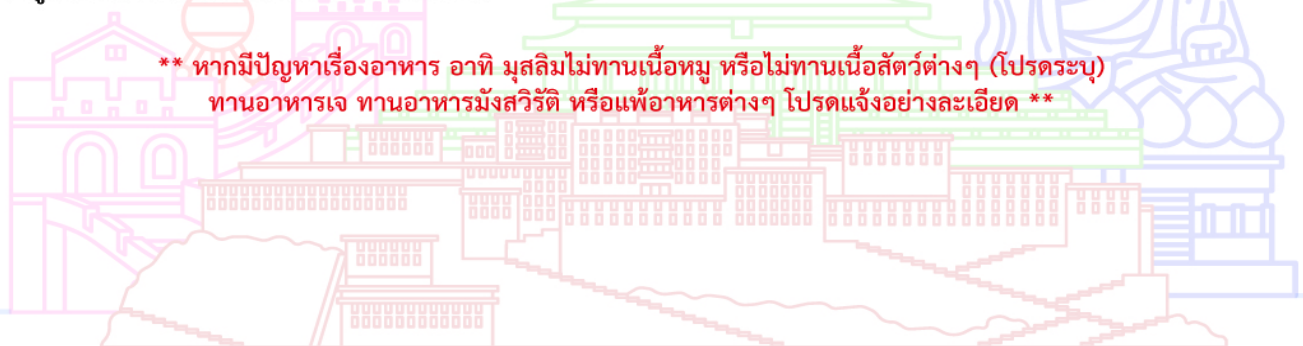 ** หากมีปัญหาเรื่องอาหาร อาทิ มุสลิมไม่ทานเนื้อหมู หรือไม่ทานเนื้อสัตว์ต่างๆ (โปรดระบุ)
ทานอาหารเจ ทานอาหารมังสวิรัติ หรือแพ้อาหารต่างๆ โปรดแจ้งอย่างละเอียด **